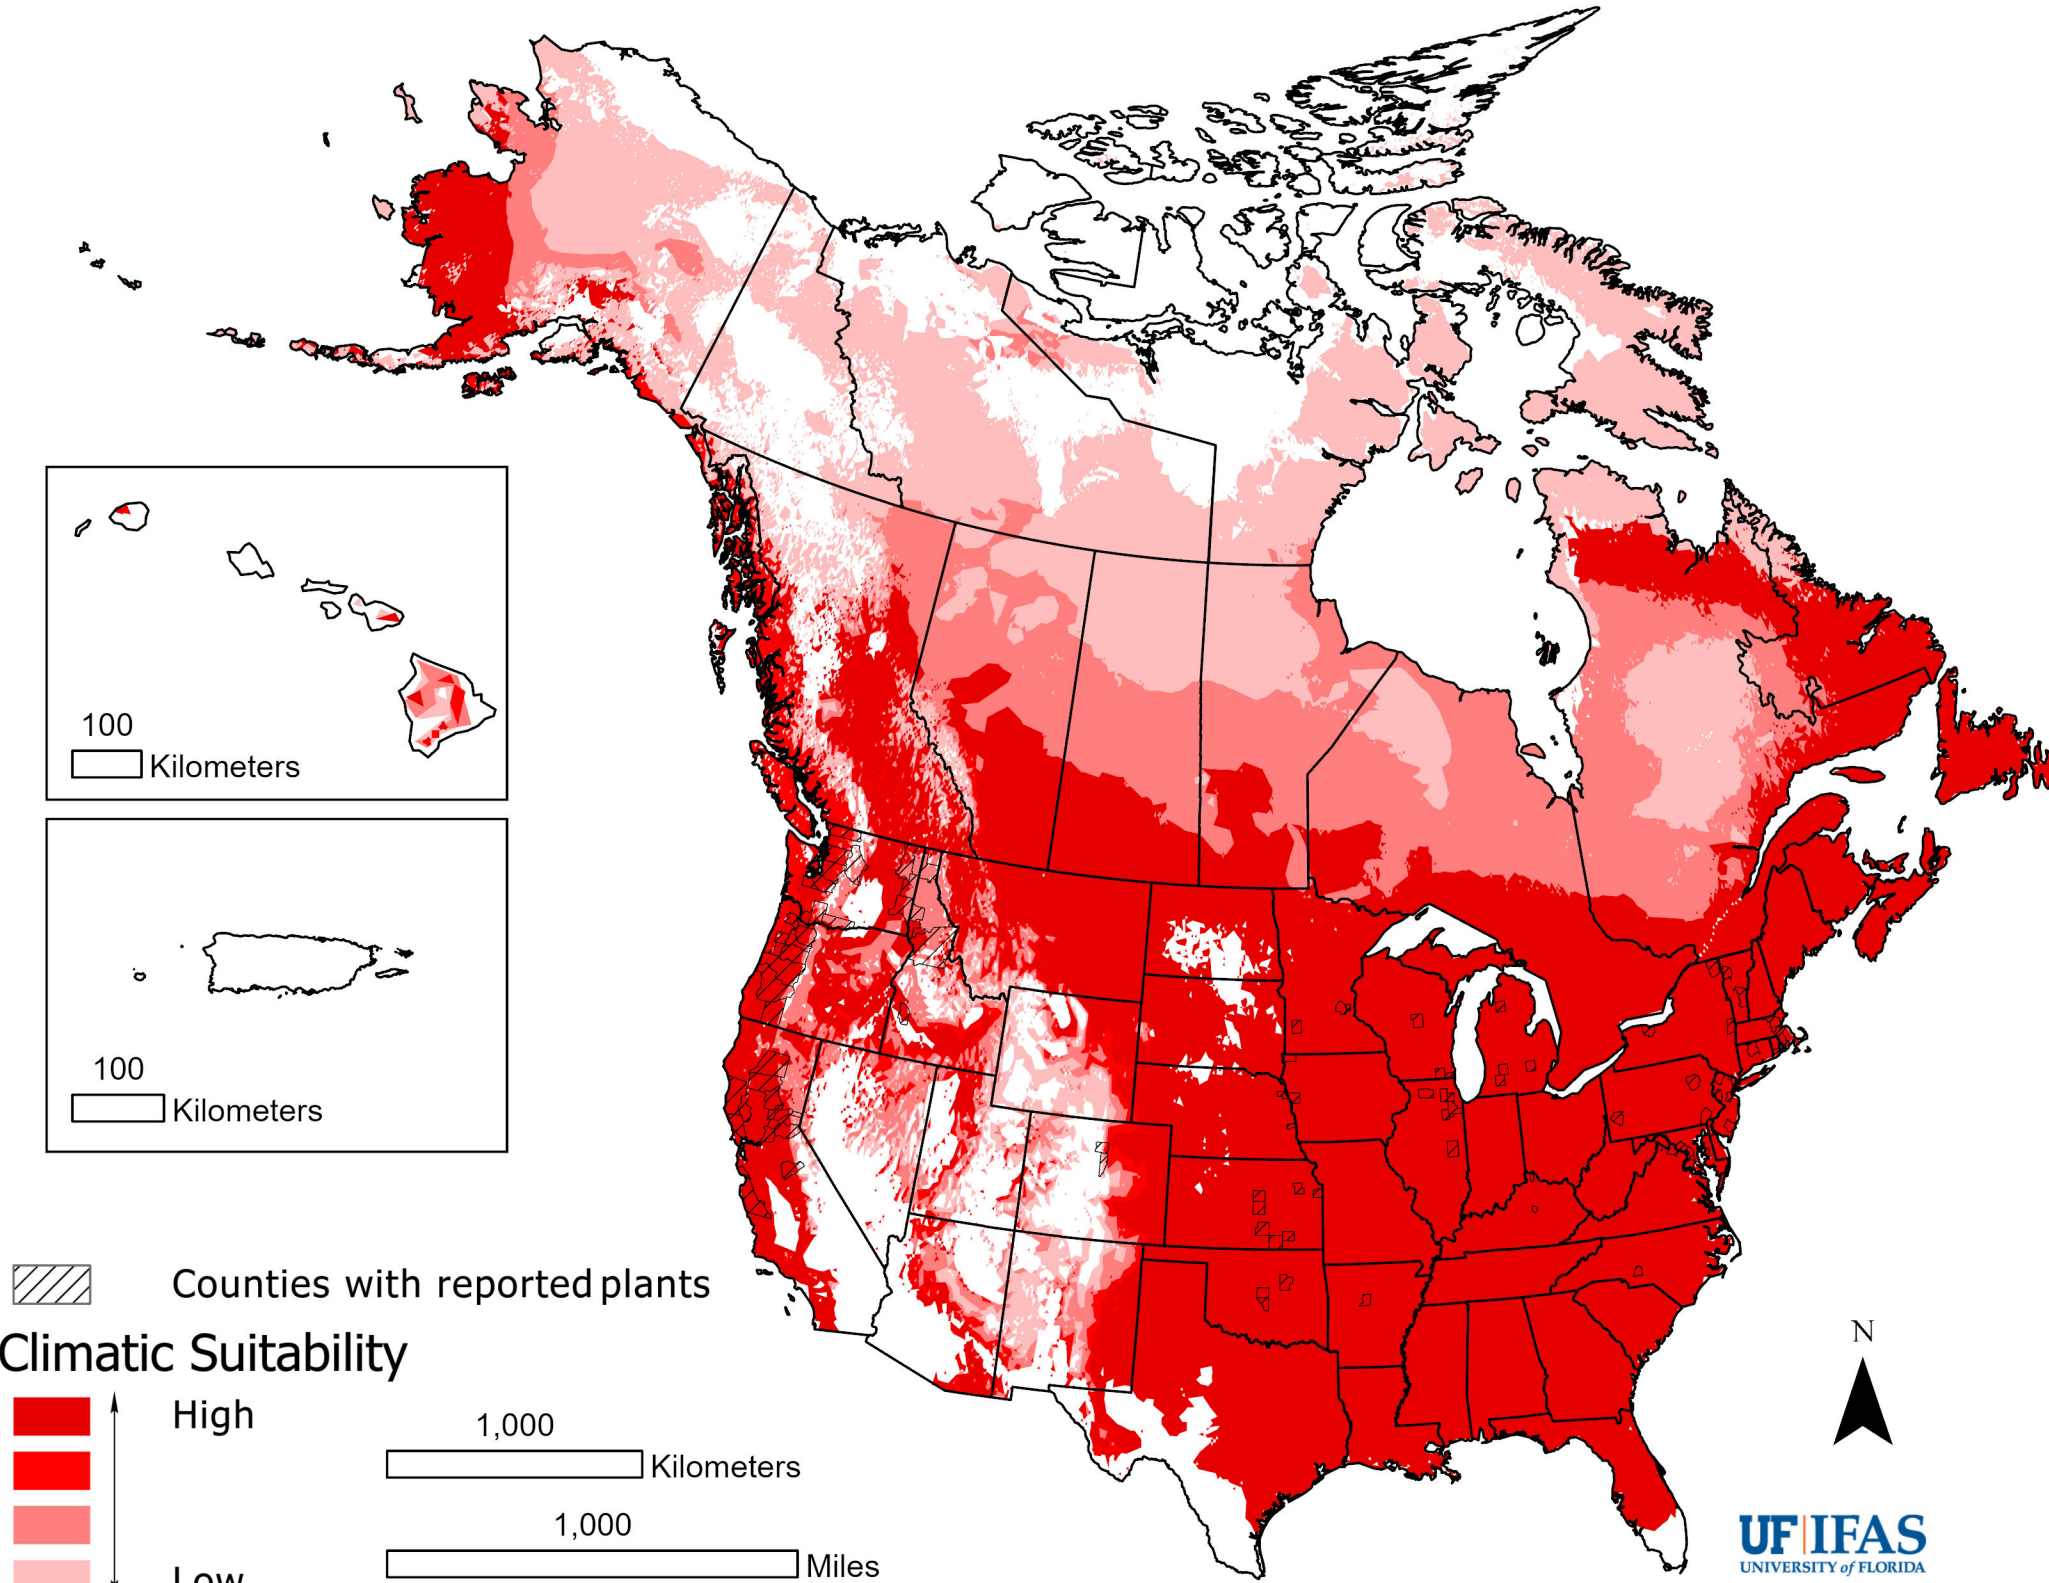 100
Kilometers
100
Kilometers
Counties with reported plants
Climatic Suitability
High
Low
1,000
Kilometers
1,000
Miles
N
UF|IFAS
UNIVERSITY of FLORIDA